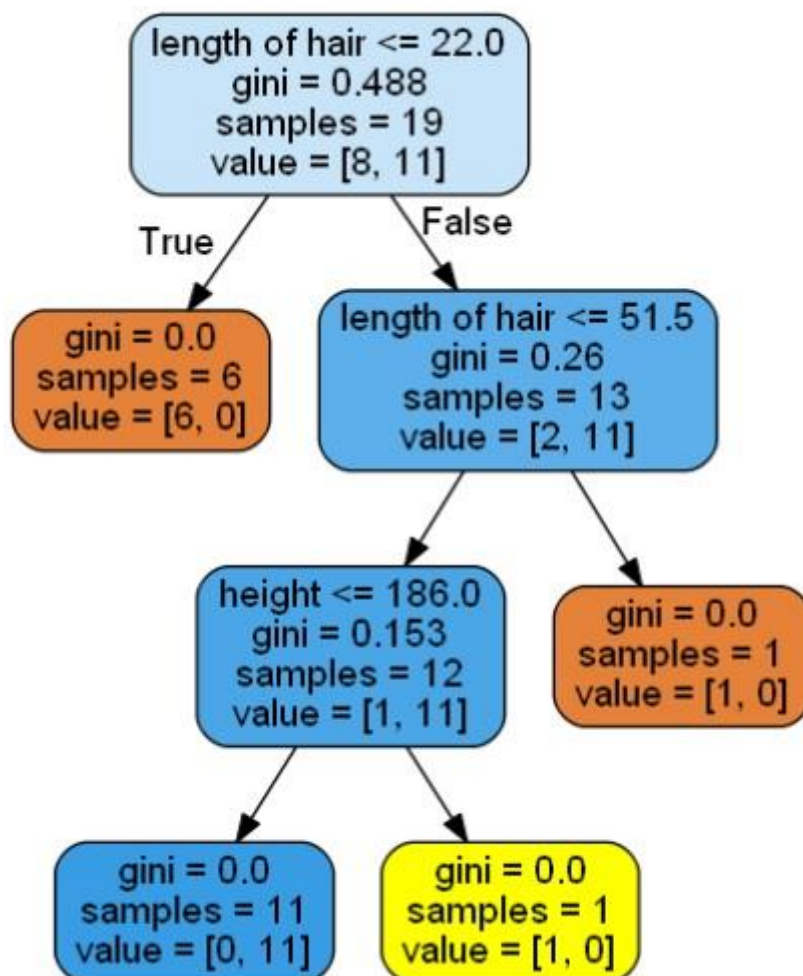 length of hair <= 22.0
gini = 0.488
samples = 19
value = [8, 11]
True
False
gini = 0.0
samples = 6
value = [6, 0]
length of hair <= 51.5
gini = 0.26
samples = 13
value = [2, 11]
height <= 186.0
gini = 0.153
samples = 12
value = [1, 11]
gini = 0.0
samples = 1
value = [1, 0]
gini = 0.0
samples = 11
value = [0, 11]
gini = 0.0
samples = 1
value = [1, 0]